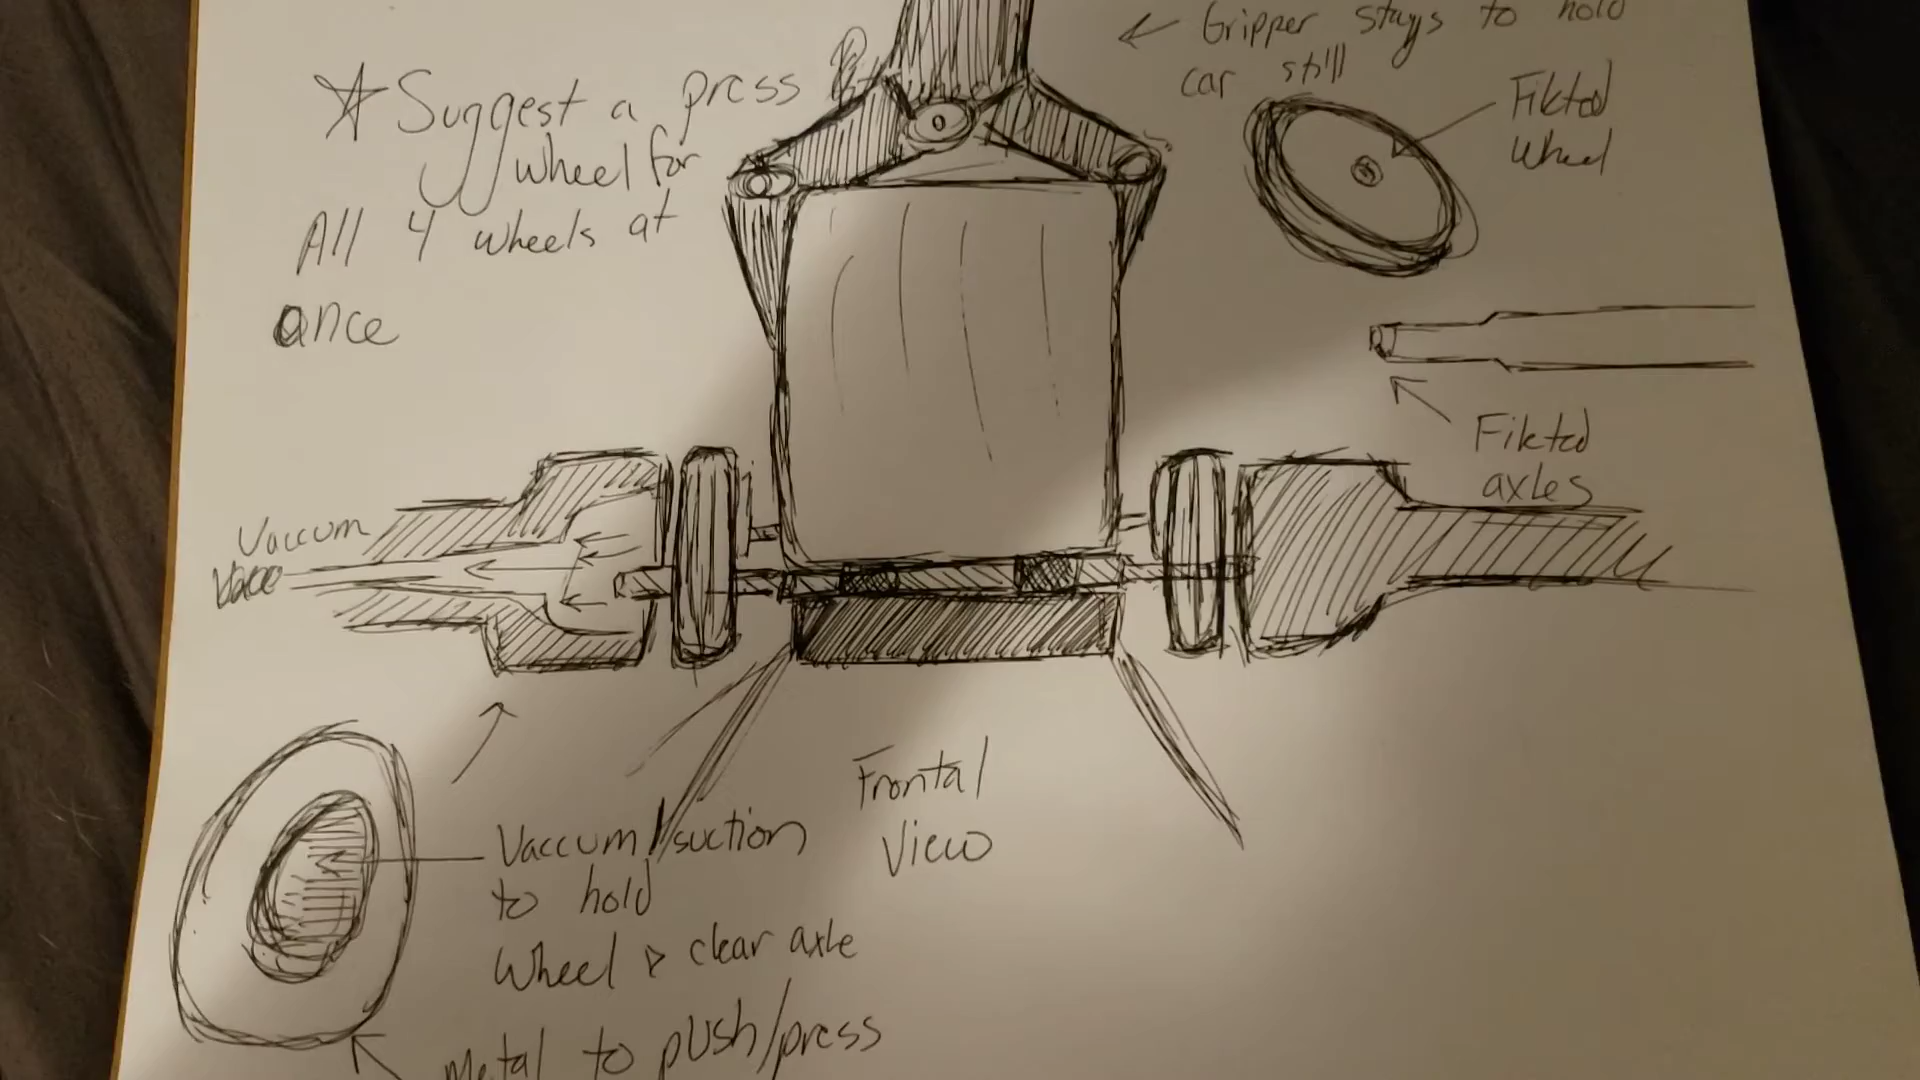 ← Gripper stays to hold
car still
☆ Suggest a press
wheel for
All 4 wheels at
once
Fikted
wheel
Fikted
axles
Vaccum
Frontal
View
Vaccum/suction
to hold
Wheel & clear axle
Metal to push/press